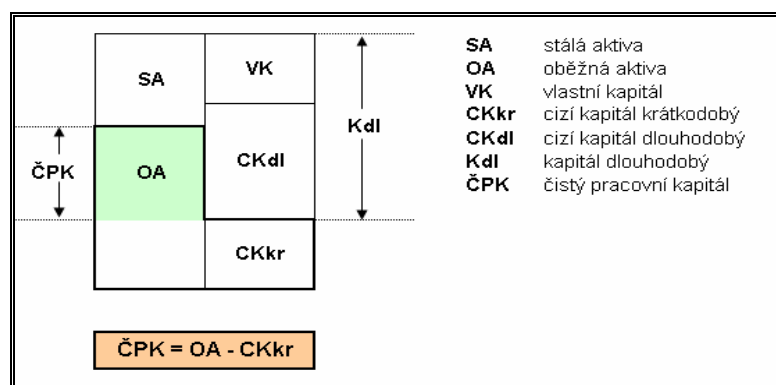 SA
VK
OA
CKdl
CKkr
ČPK
Kdl
SA stálá aktiva
OA oběžná aktiva
VK vlastní kapitál
CKkr cizí kapitál krátkodobý
CKdl cizí kapitál dlouhodobý
Kdl kapitál dlouhodobý
ČPK čistý pracovní kapitál
ČPK = OA - CKkr